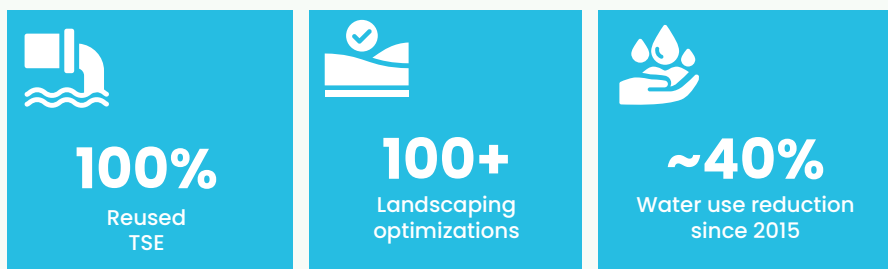 100%
Reused
TSE
100+
Landscaping
optimizations
~40%
Water use reduction
since 2015